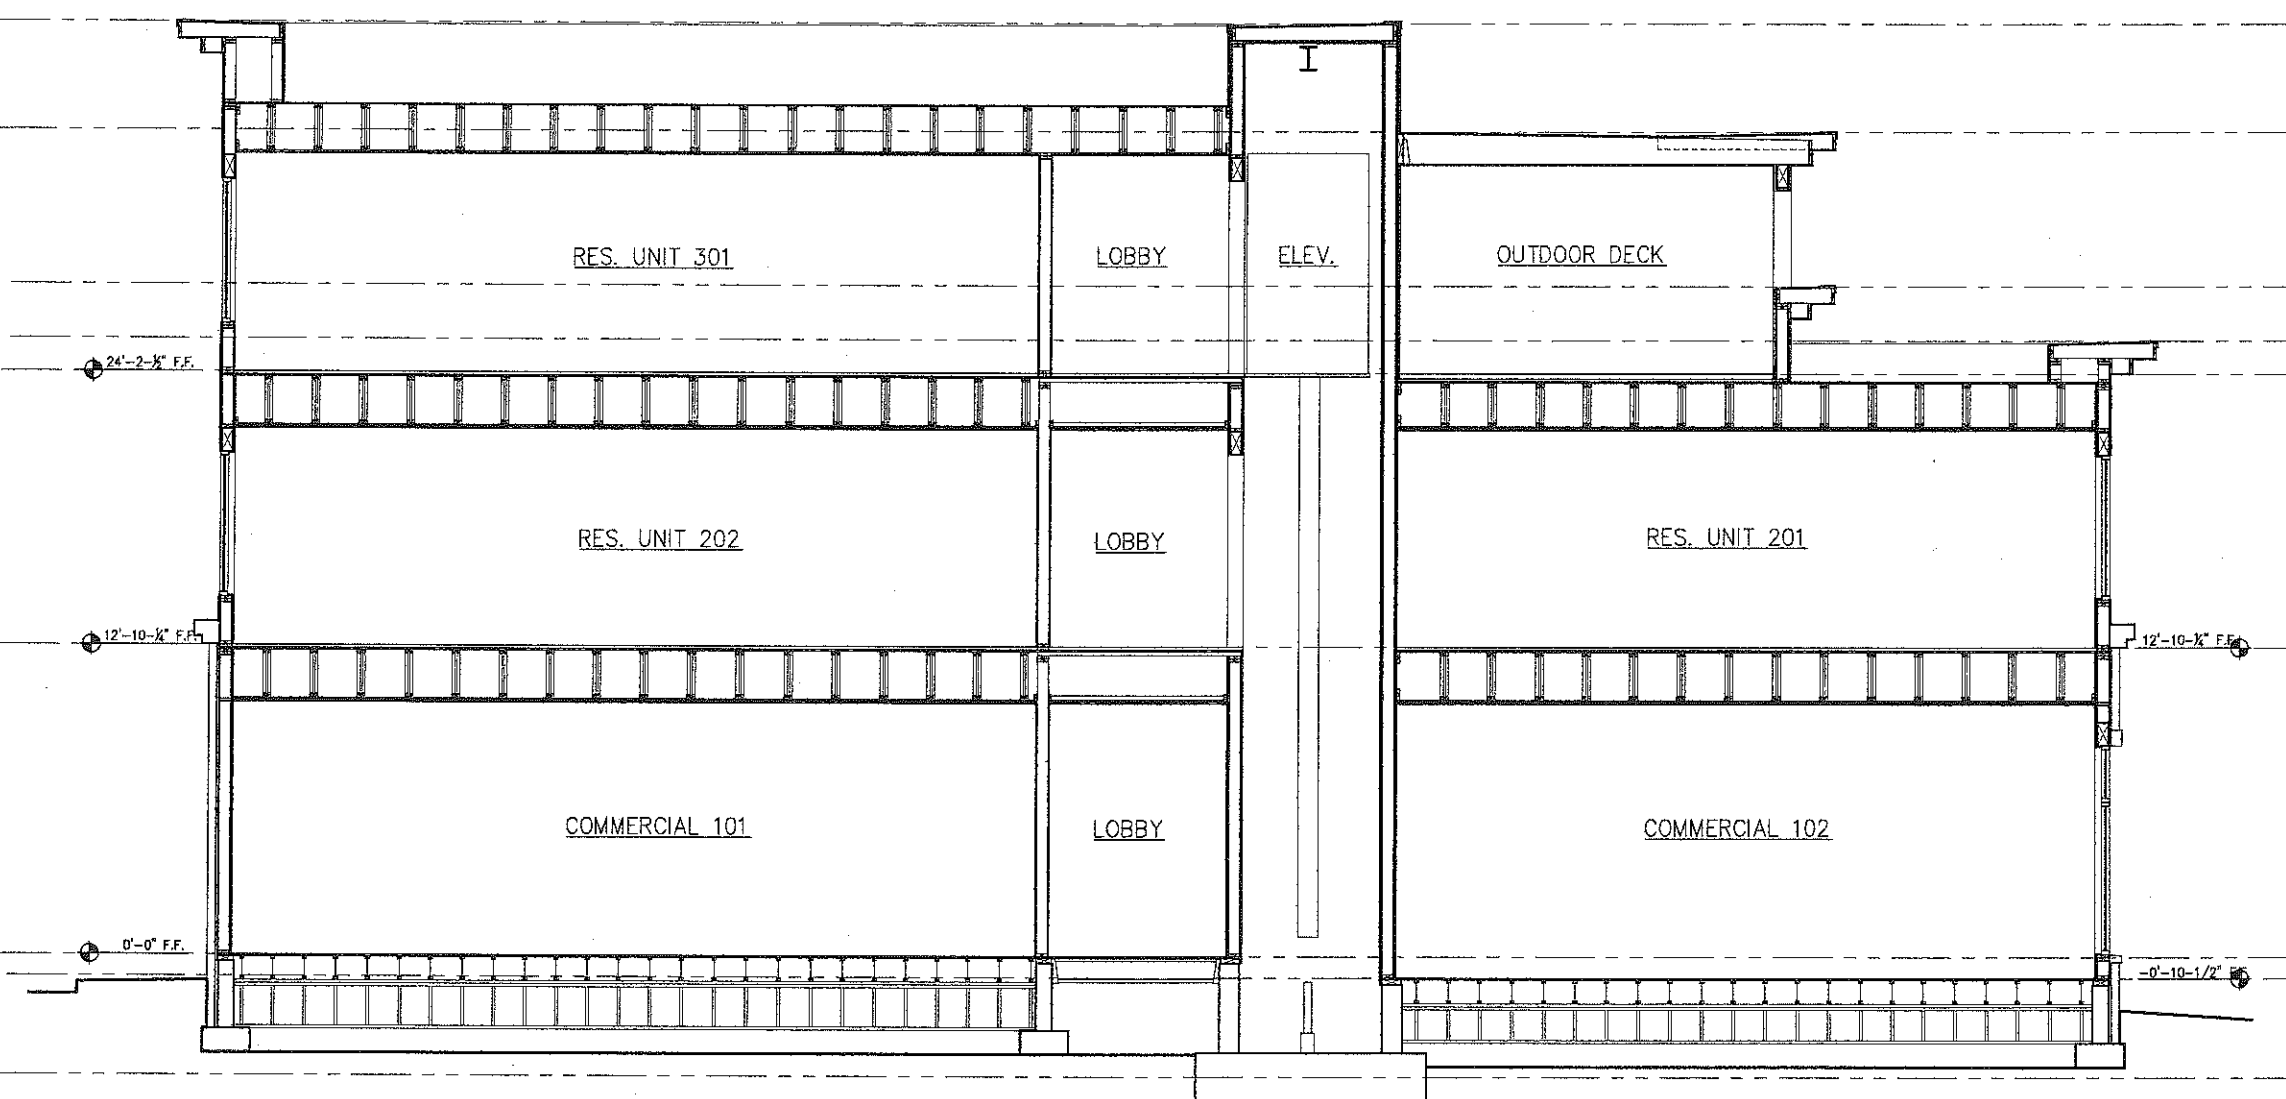 RES. UNIT 301
LOBBY
ELEV.
OUTDOOR DECK
24'-2-½" F.F.
RES. UNIT 202
LOBBY
RES. UNIT 201
12'-10-¼" F.F.
12'-10-¼" F.F.
COMMERCIAL 101
LOBBY
COMMERCIAL 102
0'-0" F.F.
-0'-10-1/2" F.F.